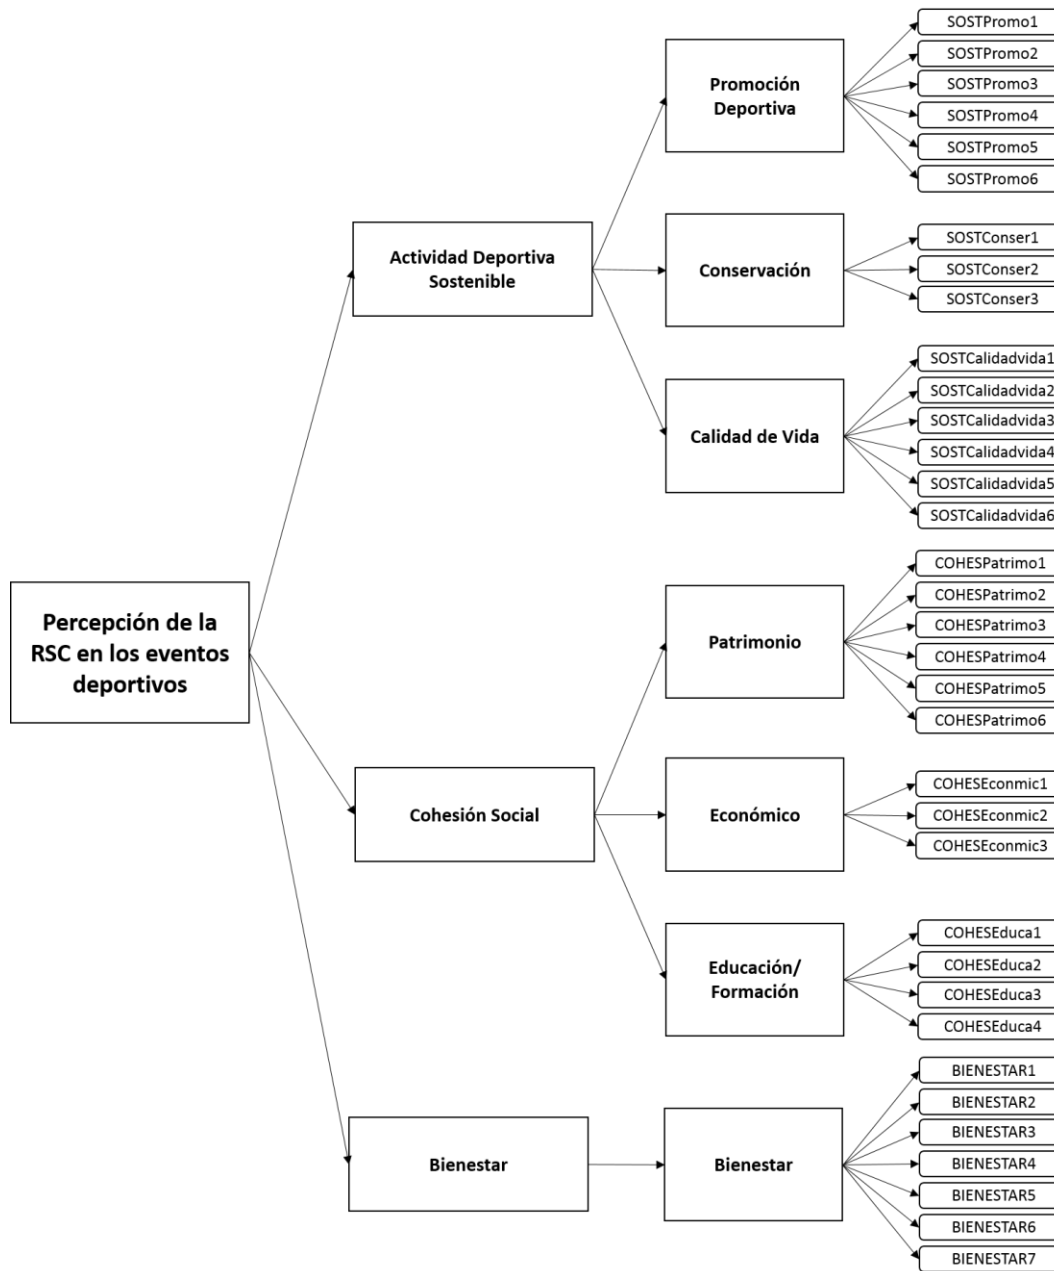 Percepción de la
RSC en los eventos
deportivos
Actividad Deportiva
Sostenible
Promoción
Deportiva
SOSTPromo1
SOSTPromo2
SOSTPromo3
SOSTPromo4
SOSTPromo5
SOSTPromo6
Conservación
SOSTConser1
SOSTConser2
SOSTConser3
Calidad de Vida
SOSTCalidadvida1
SOSTCalidadvida2
SOSTCalidadvida3
SOSTCalidadvida4
SOSTCalidadvida5
SOSTCalidadvida6
Cohesión Social
Patrimonio
COHESPatrimo1
COHESPatrimo2
COHESPatrimo3
COHESPatrimo4
COHESPatrimo5
COHESPatrimo6
Económico
COHESEconmic1
COHESEconmic2
COHESEconmic3
Educación/
Formación
COHESEduca1
COHESEduca2
COHESEduca3
COHESEduca4
Bienestar
Bienestar
BIENESTAR1
BIENESTAR2
BIENESTAR3
BIENESTAR4
BIENESTAR5
BIENESTAR6
BIENESTAR7